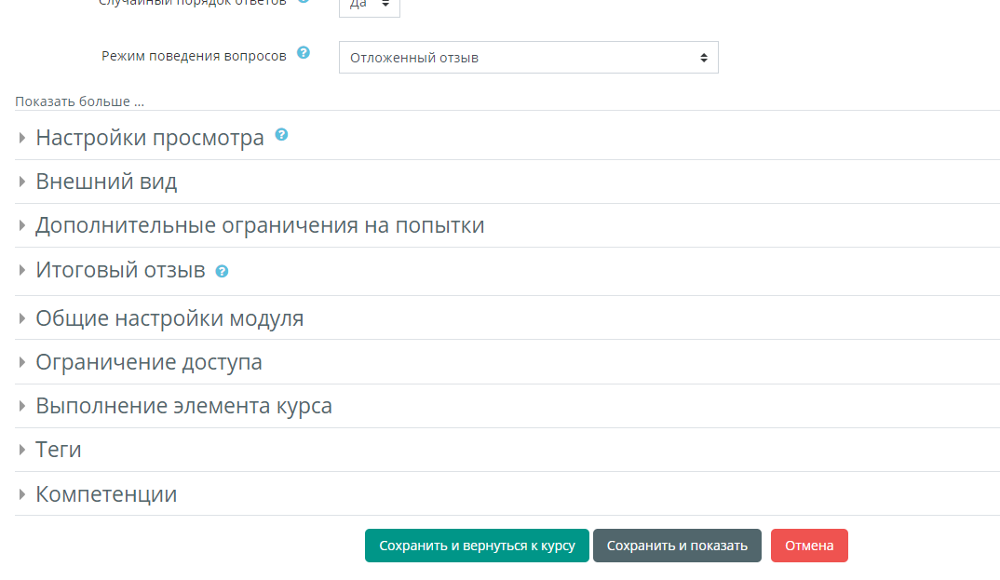 Случайный порядок ответов
Да
Режим поведения вопросов
Отложенный отзыв
Показать больше ...
Настройки просмотра
Внешний вид
Дополнительные ограничения на попытки
Итоговый отзыв
Общие настройки модуля
Ограничение доступа
Выполнение элемента курса
Теги
Компетенции
Сохранить и вернуться к курсу Сохранить и показать Отмена